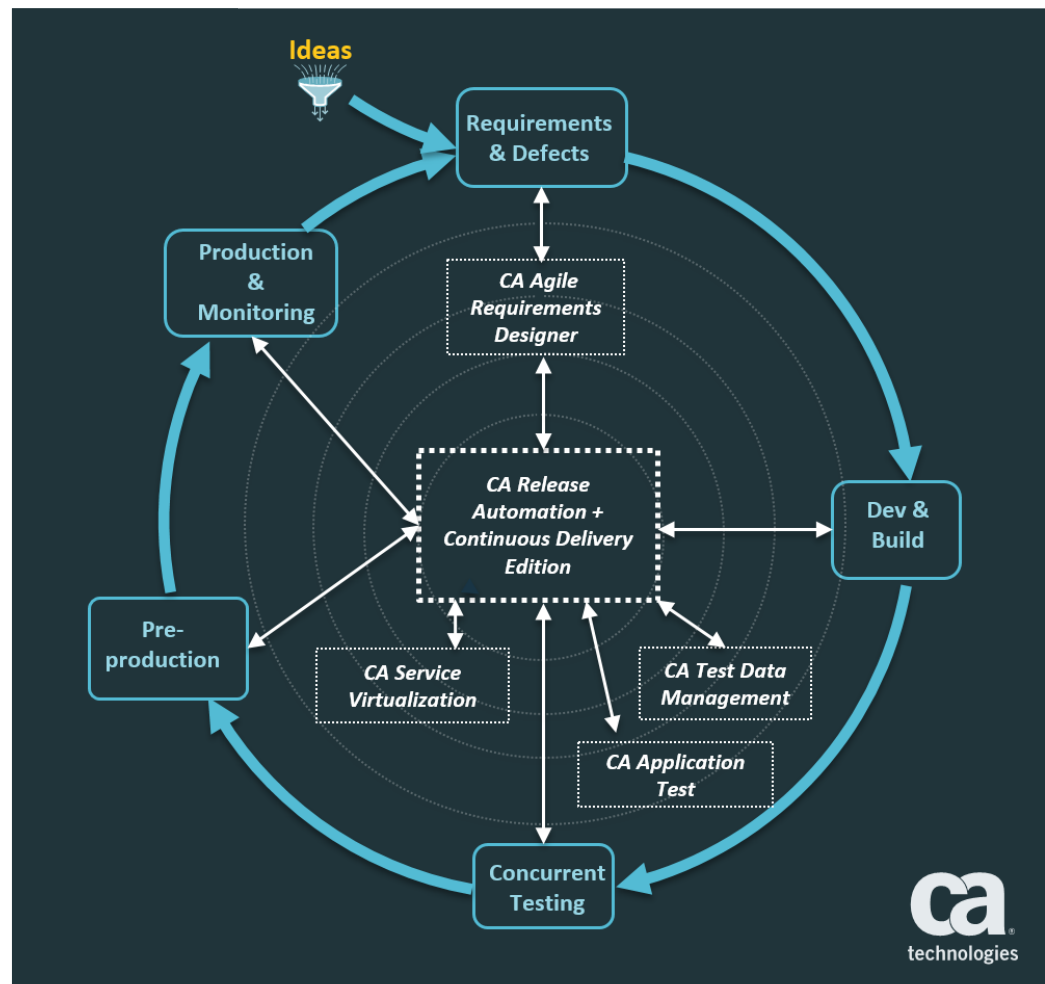 Ideas
Requirements
& Defects
Production
&
Monitoring
CA Agile
Requirements
Designer
CA Release
Automation +
Continuous Delivery
Edition
Dev &
Build
Pre-
production
CA Service
Virtualization
CA Test Data
Management
CA Application
Test
Concurrent
Testing
ca®
technologies